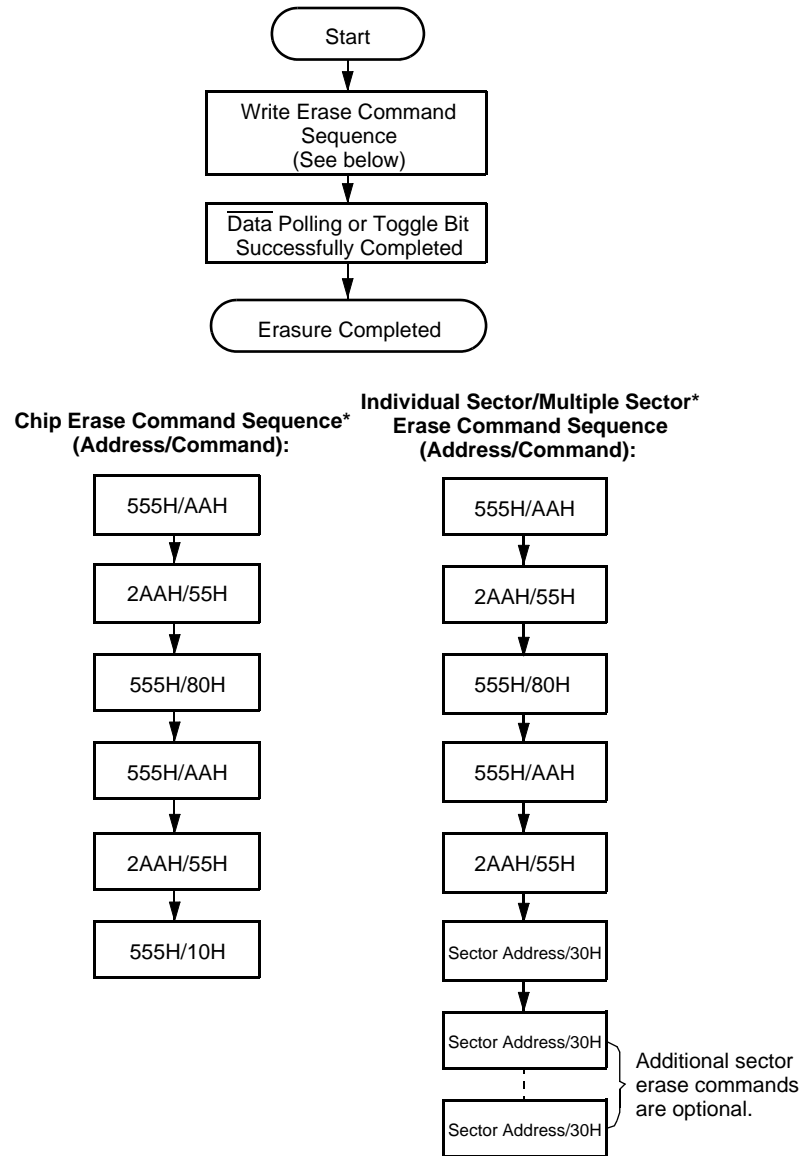 Start
Write Erase Command
Sequence
(See below)
Data Polling or Toggle Bit
Successfully Completed
Erasure Completed
Chip Erase Command Sequence*
(Address/Command):
555H/AAH
2AAH/55H
555H/80H
555H/AAH
2AAH/55H
555H/10H
Individual Sector/Multiple Sector*
Erase Command Sequence
(Address/Command):
555H/AAH
2AAH/55H
555H/80H
555H/AAH
2AAH/55H
Sector Address/30H
Sector Address/30H
Sector Address/30H
Additional sector
erase commands
are optional.